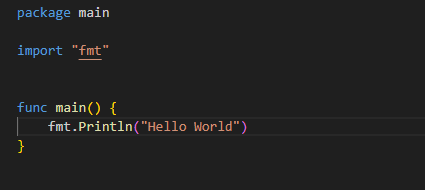 package main
import "fmt"
func main() {
    fmt.Println("Hello World")
}